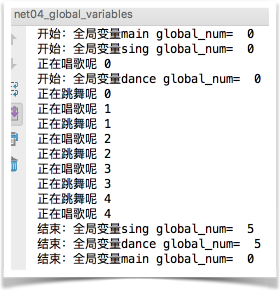 net04_global_variables
开始: 全局变量main global_num=  0
开始: 全局变量sing global_num=  0
正在唱歌呢 0
开始: 全局变量dance global_num=  0
正在跳舞呢 0
正在唱歌呢 1
正在跳舞呢 1
正在唱歌呢 2
正在跳舞呢 2
正在唱歌呢 3
正在跳舞呢 3
正在跳舞呢 4
正在唱歌呢 4
结束: 全局变量sing global_num=  5
结束: 全局变量dance global_num=  5
结束: 全局变量main global_num=  0